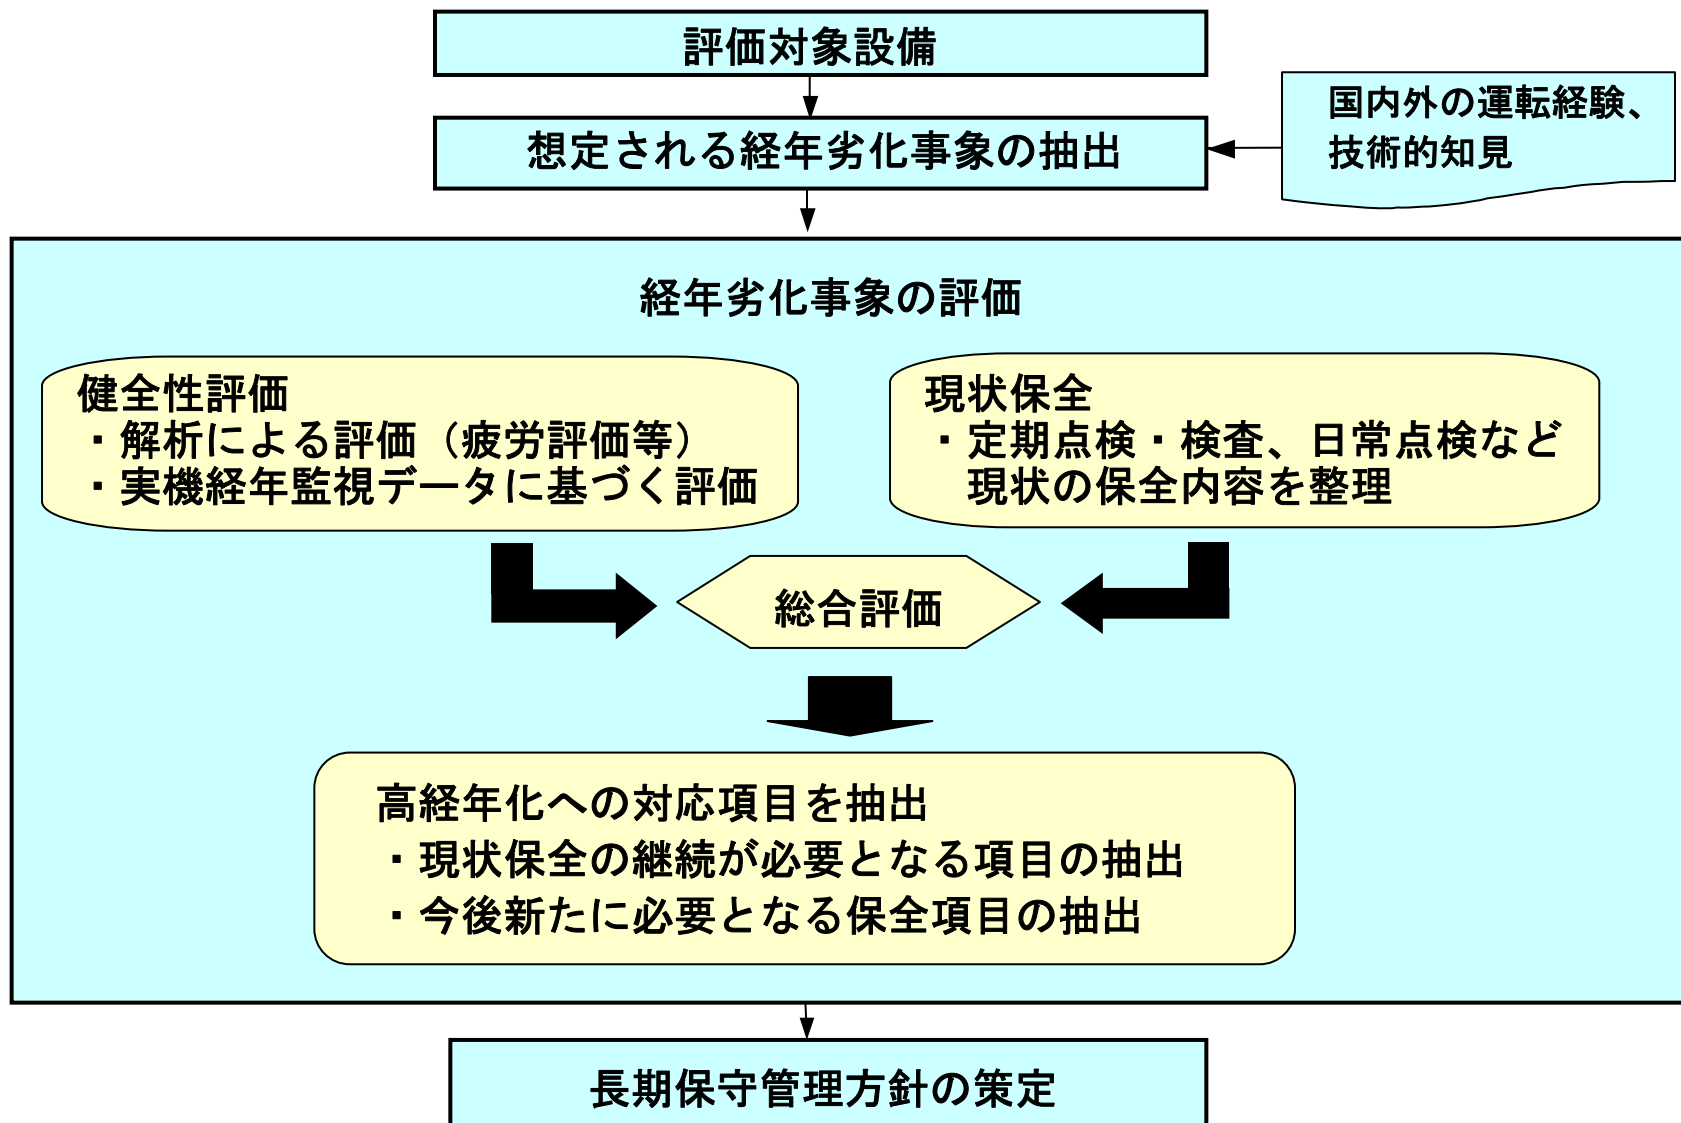 評価対象設備
想定される経年劣化事象の抽出
国内外の運転経験、
技術的知見
経年劣化事象の評価
健全性評価
・解析による評価（疲労評価等）
・実機経年監視データに基づく評価
現状保全
・定期点検・検査、日常点検など
現状の保全内容を整理
総合評価
高経年化への対応項目を抽出
・現状保全の継続が必要となる項目の抽出
・今後新たに必要となる保全項目の抽出
長期保守管理方針の策定